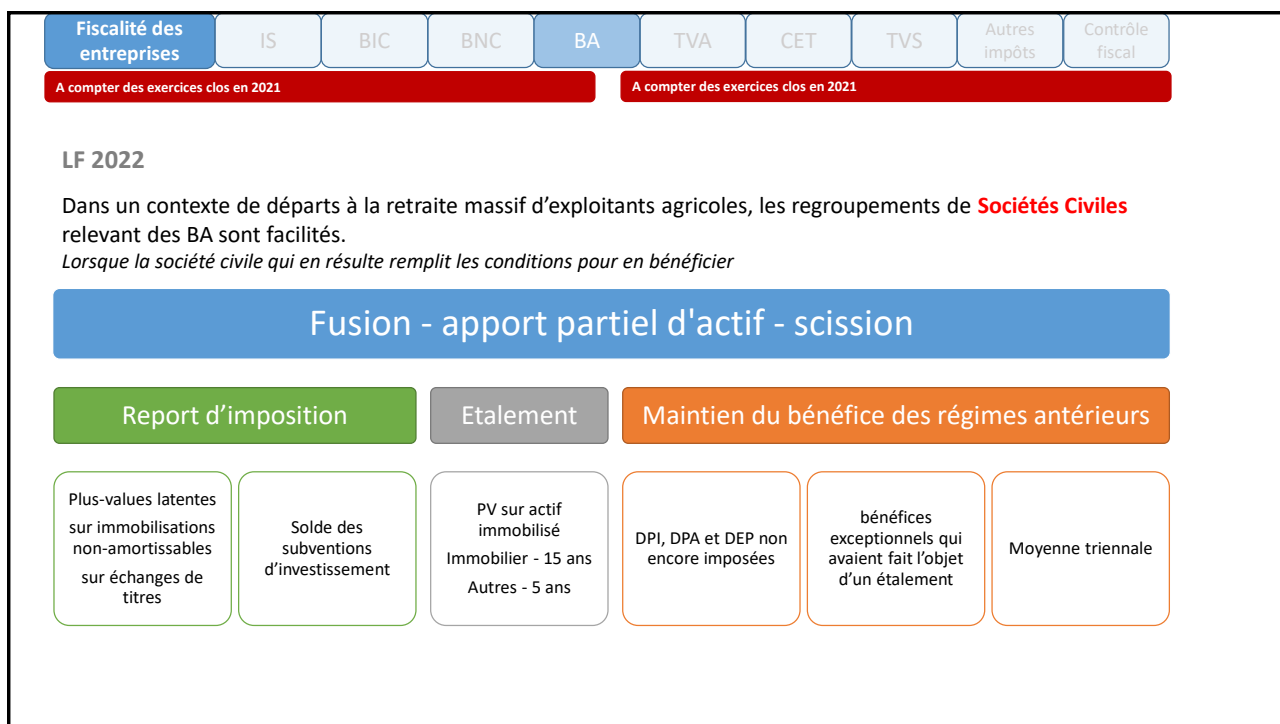 Fiscalité des
entreprises
IS
BIC
BNC
BA
TVA
CET
TVS
Autres
impôts
Contrôle
fiscal
A compter des exercices clos en 2021
A compter des exercices clos en 2021
LF 2022
Dans un contexte de départs à la retraite massif d’exploitants agricoles, les regroupements de Sociétés Civiles
relevant des BA sont facilités.
Lorsque la société civile qui en résulte remplit les conditions pour en bénéficier
Fusion - apport partiel d'actif - scission
Report d’imposition
Etalement
Maintien du bénéfice des régimes antérieurs
Plus-values latentes
sur immobilisations
non-amortissables
sur échanges de
titres
Solde des
subventions
d’investissement
PV sur actif
immobilisé
Immobilier - 15 ans
Autres - 5 ans
DPI, DPA et DEP non
encore imposées
bénéfices
exceptionnels qui
avaient fait l’objet
d’un étalement
Moyenne triennale